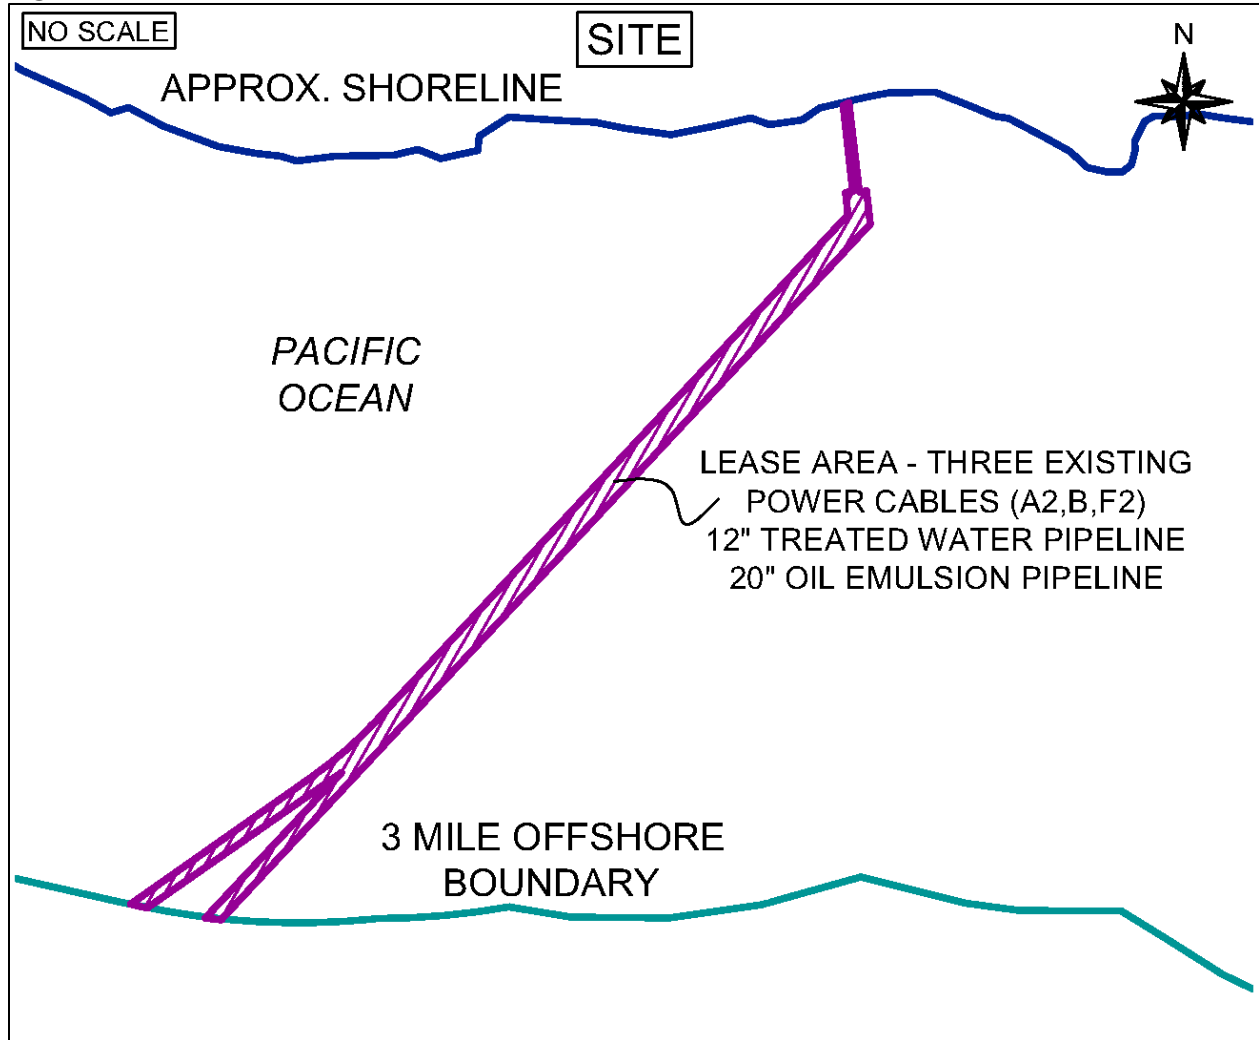 NO SCALE
SITE
N
APPROX. SHORELINE
PACIFIC
OCEAN
LEASE AREA - THREE EXISTING
POWER CABLES (A2,B,F2)
12" TREATED WATER PIPELINE
20" OIL EMULSION PIPELINE
3 MILE OFFSHORE
BOUNDARY